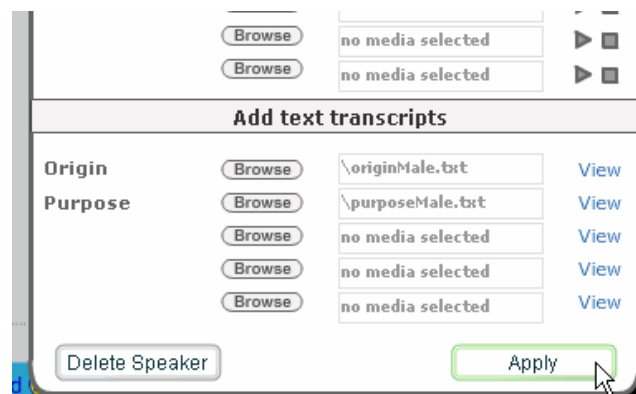 Browse no media selected
Browse no media selected
Add text transcripts
Origin Browse \originMale.txt View
Purpose Browse \purposeMale.txt View
Browse no media selected View
Browse no media selected View
Browse no media selected View
Delete Speaker Apply
d